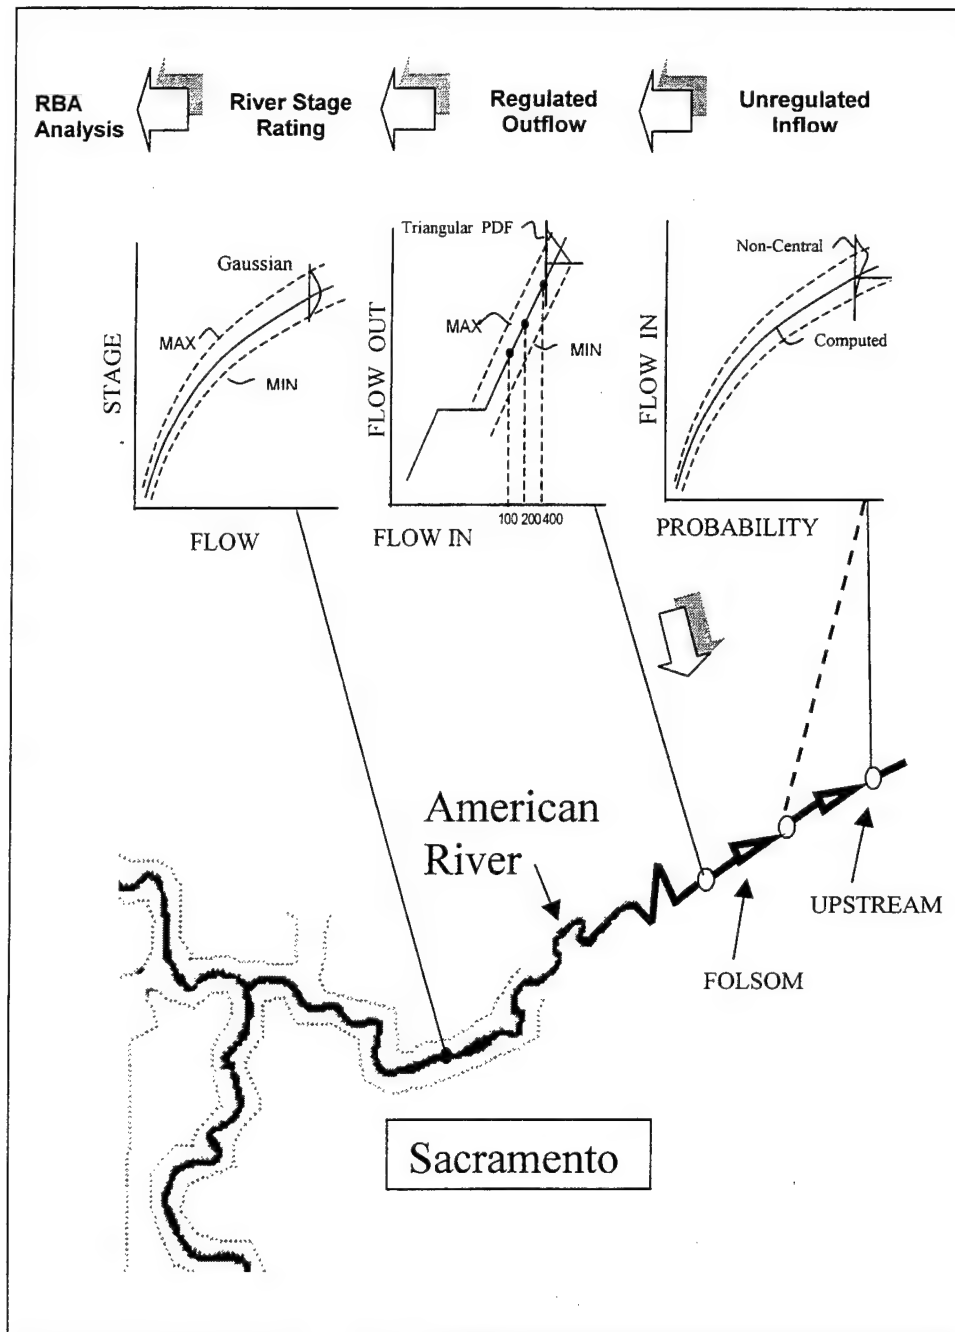 RBA
Analysis
River Stage
Rating
Regulated
Outflow
Unregulated
Inflow
Gaussian
MAX
MIN
STAGE
FLOW
Triangular PDF
MAX
MIN
FLOW OUT
100 200 400
FLOW IN
Non-Central
Computed
FLOW IN
PROBABILITY
American
River
UPSTREAM
FOLSOM
Sacramento